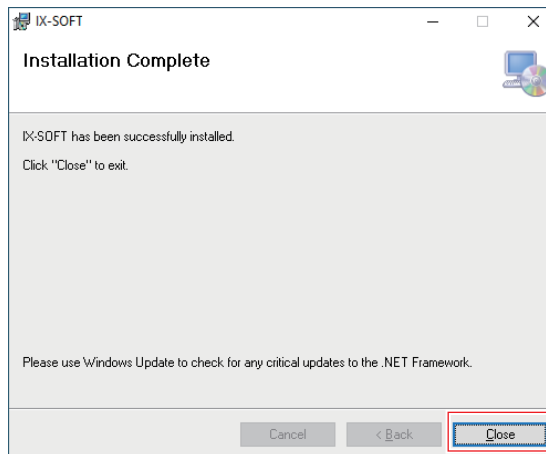 IX-SOFT
Installation Complete
IX-SOFT has been successfully installed.
Click "Close" to exit.
Please use Windows Update to check for any critical updates to the .NET Framework.
Cancel
< Back
Close